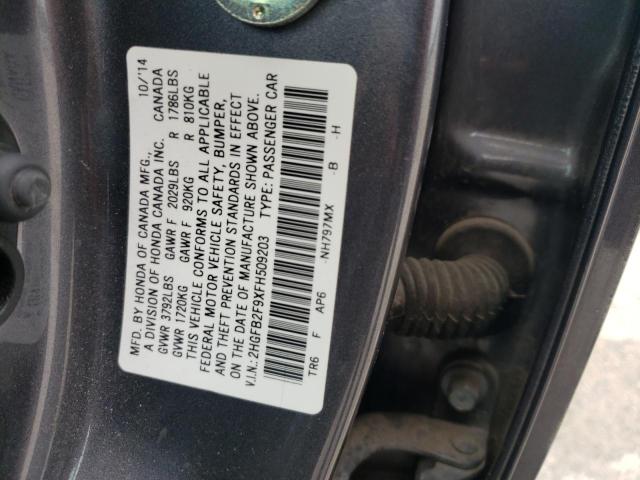 MFD. BY HONDA OF CANADA MFG., 10/'14
A DIVISION OF HONDA CANADA INC. CANADA
GVWR 3792LBS GAWR F 2029LBS R 1786LBS
GVWR 1720KG GAWR F 920KG R 810KG
THIS VEHICLE CONFORMS TO ALL APPLICABLE
FEDERAL MOTOR VEHICLE SAFETY, BUMPER,
AND THEFT PREVENTION STANDARDS IN EFFECT
ON THE DATE OF MANUFACTURE SHOWN ABOVE.
V.I.N.: 2HGFB2F9XFH509203 TYPE: PASSENGER CAR
TR6 F AP6 -NH797MX -B -H